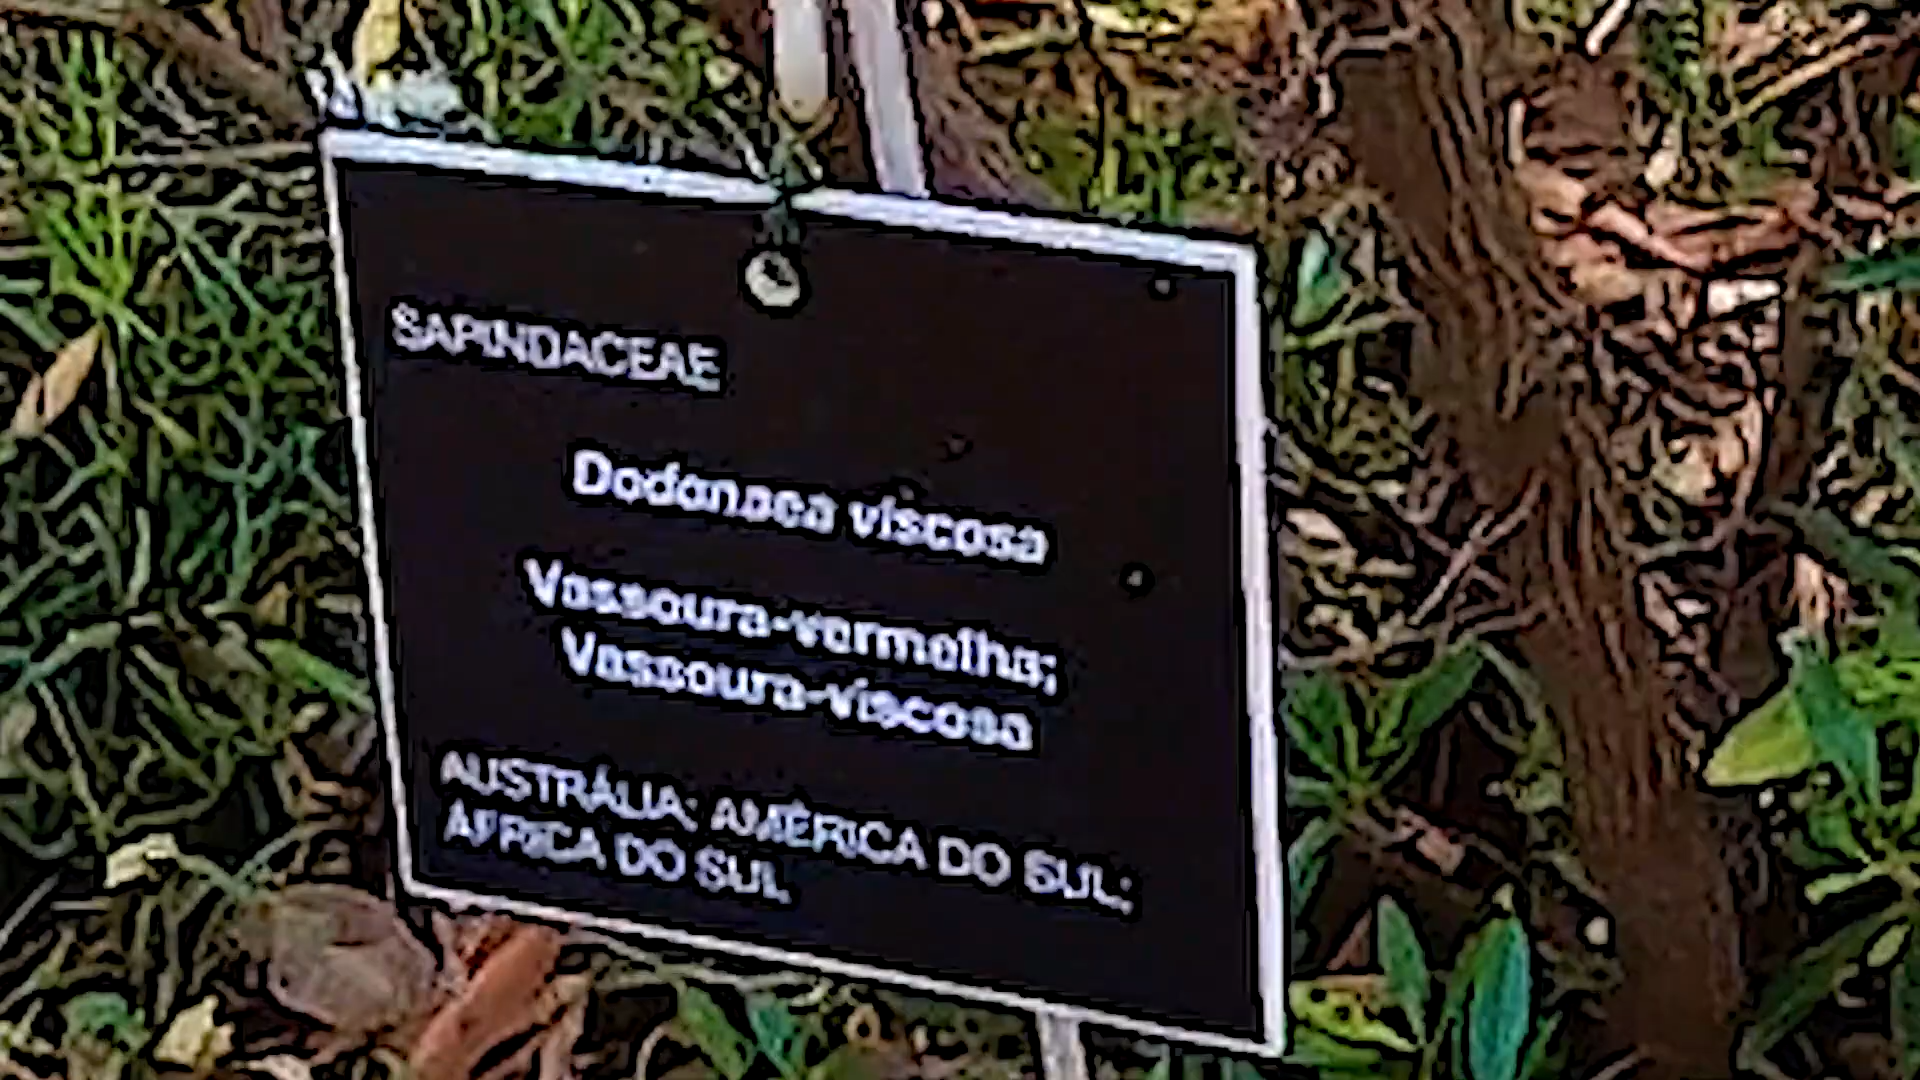 SAPINDACEAE
Dodonaea viscosa
Vassoura-vermelha;
Vassoura-viscosa
AUSTRÁLIA; AMÉRICA DO SUL;
ÁFRICA DO SUL